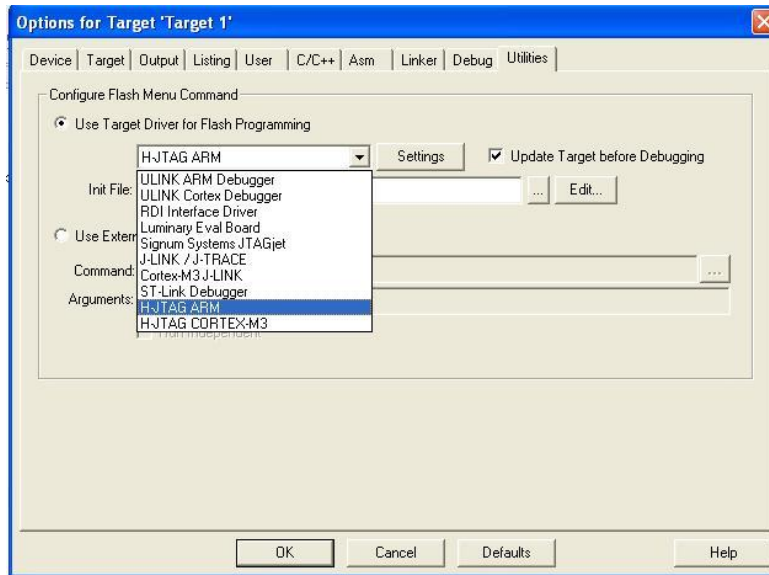 Options for Target 'Target 1'
Device Target Output Listing User C/C++ Asm Linker Debug Utilities
Configure Flash Menu Command
Use Target Driver for Flash Programming
H-JTAG ARM Settings Update Target before Debugging
ULINK ARM Debugger
ULINK Cortex Debugger
Init File: ... Edit...
RDI Interface Driver
Luminary Eval Board
Use Extern
Signum Systems JTAGjet
J-LINK / J-TRACE
Command: ...
Cortex-M3 J-LINK
ST-Link Debugger
Arguments:
H-JTAG ARM
H-JTAG CORTEX-M3
Run Independent
OK Cancel Defaults Help